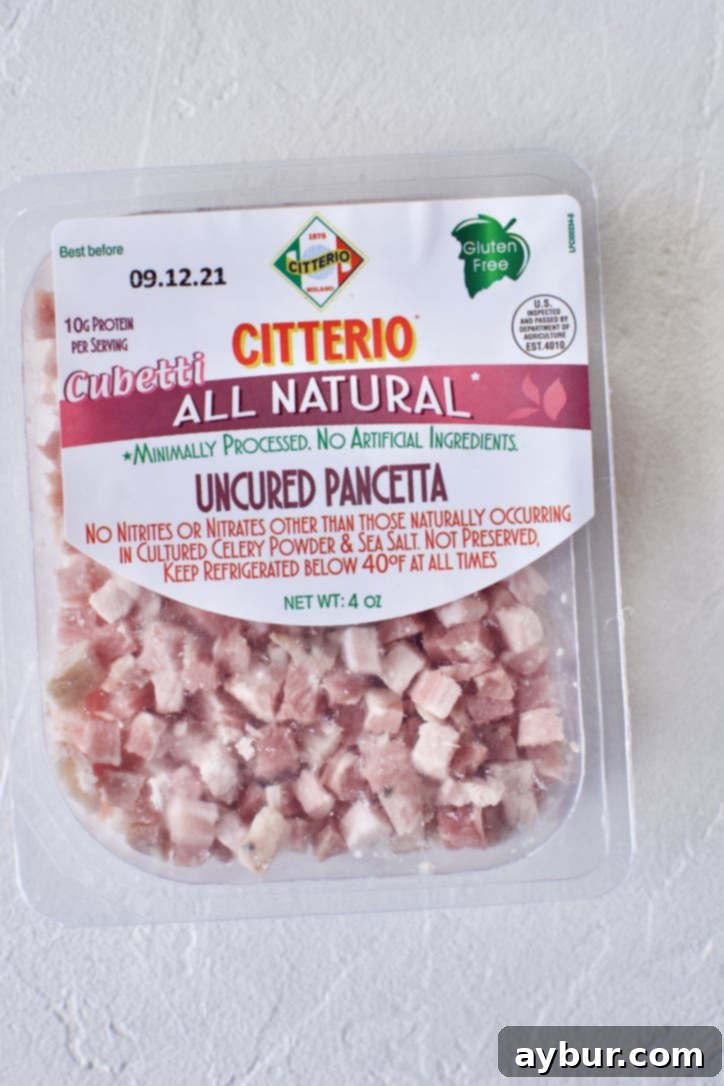 Best before
09.12.21
1878
CITTERIO
MILANO
Gluten
Free
10G PROTEIN
PER SERVING
U.S.
INSPECTED
AND PASSED BY
DEPARTMENT OF
AGRICULTURE
EST.4010
CITTERIO
Cubetti
ALL NATURAL*
*MINIMALLY PROCESSED. NO ARTIFICIAL INGREDIENTS.
UNCURED PANCETTA
NO NITRITES OR NITRATES OTHER THAN THOSE NATURALLY OCCURRING
IN CULTURED CELERY POWDER & SEA SALT. NOT PRESERVED,
KEEP REFRIGERATED BELOW 40ºF AT ALL TIMES
NET WT: 4 OZ
aybur.com